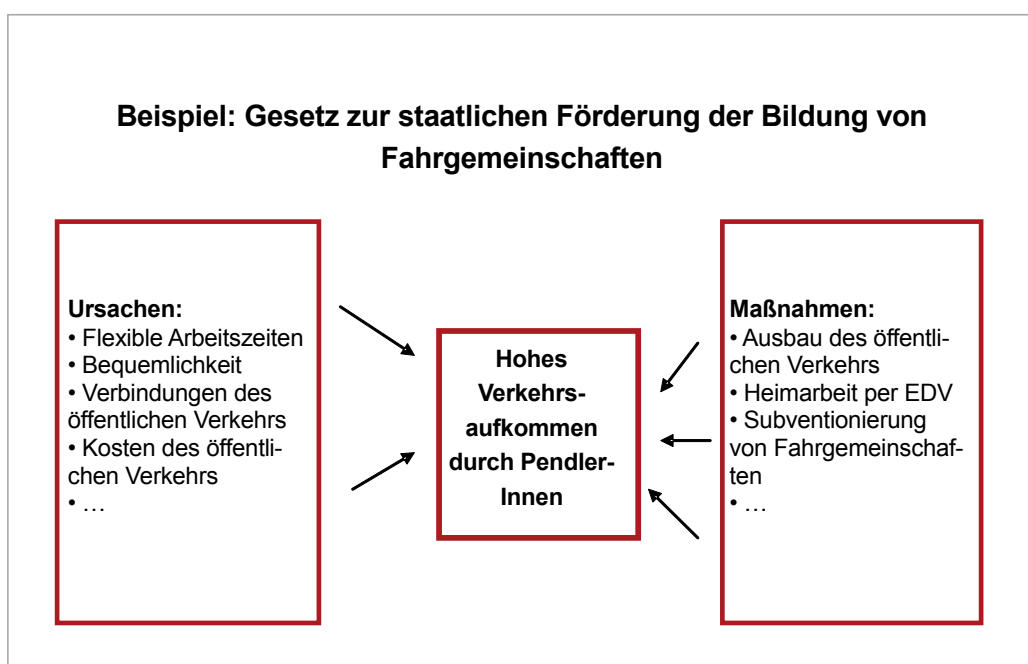 Beispiel: Gesetz zur staatlichen Förderung der Bildung von
Fahrgemeinschaften
Ursachen:
• Flexible Arbeitszeiten
• Bequemlichkeit
• Verbindungen des
öffentlichen Verkehrs
• Kosten des öffentli-
chen Verkehrs
• …
Hohes
Verkehrs-
aufkommen
durch Pendler-
Innen
Maßnahmen:
• Ausbau des öffentli-
chen Verkehrs
• Heimarbeit per EDV
• Subventionierung
von Fahrgemeinschaf-
ten
• …